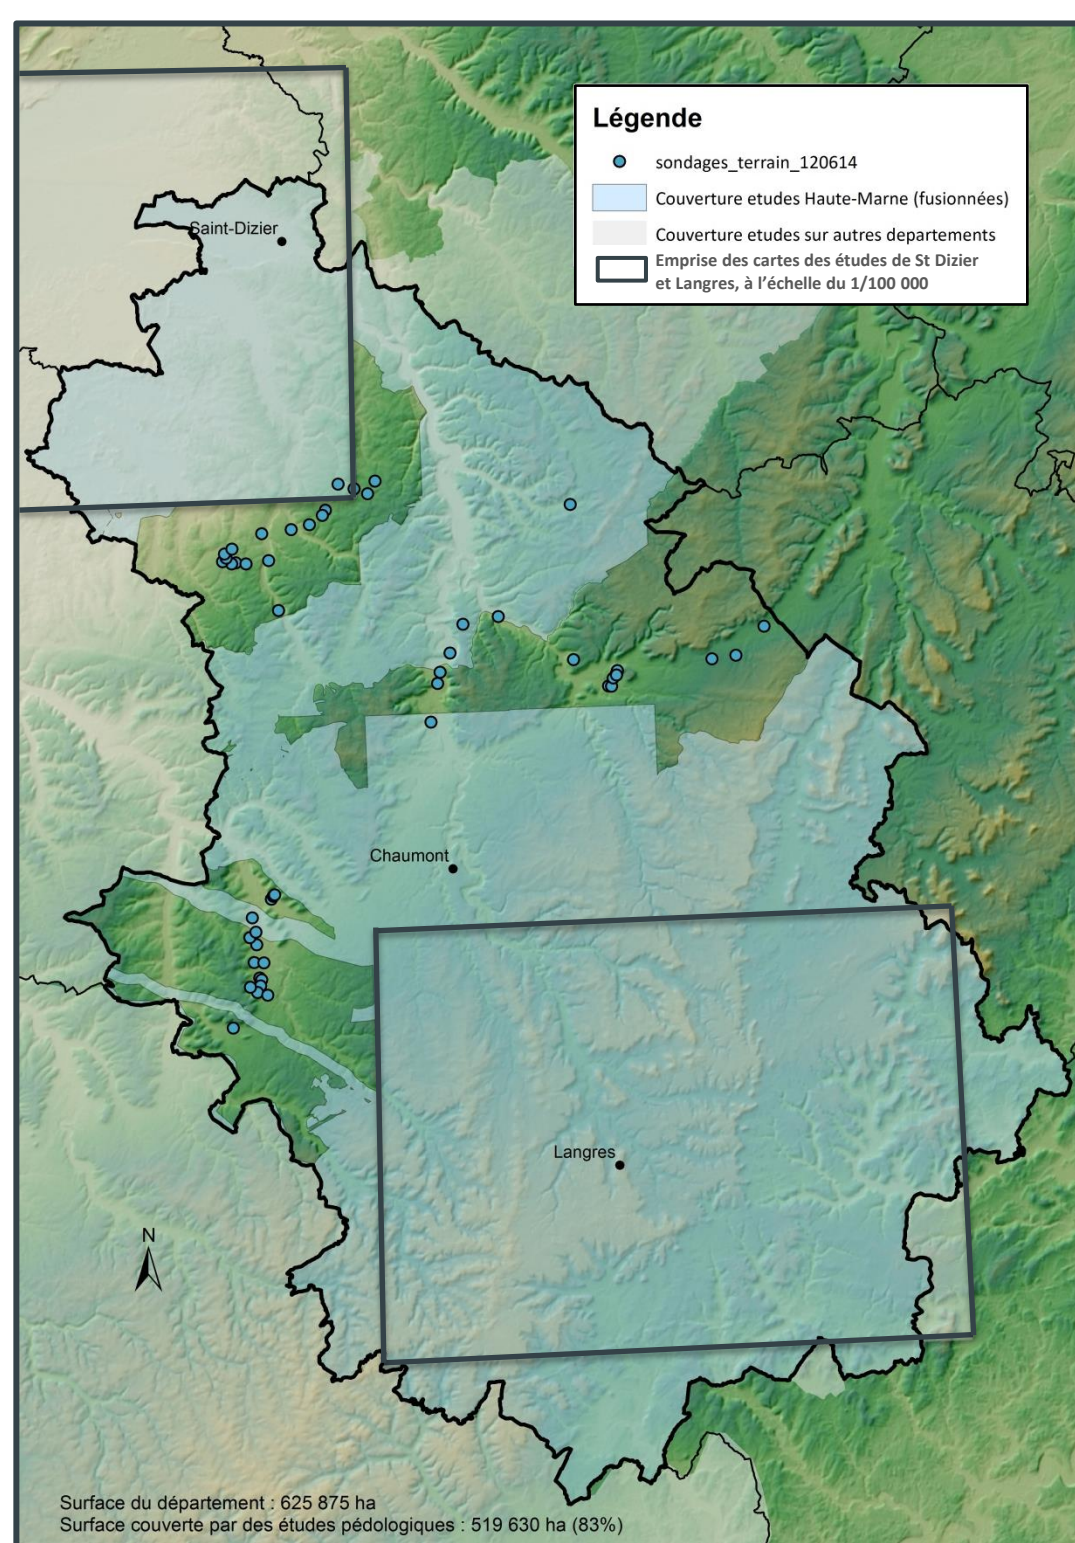 Légende
sondages_terrain_120614
Couverture etudes Haute-Marne (fusionnées)
Couverture etudes sur autres departements
Emprise des cartes des études de St Dizier
et Langres, à l’échelle du 1/100 000
Saint-Dizier
Chaumont
Langres
N
Surface du département : 625 875 ha
Surface couverte par des études pédologiques : 519 630 ha (83%)